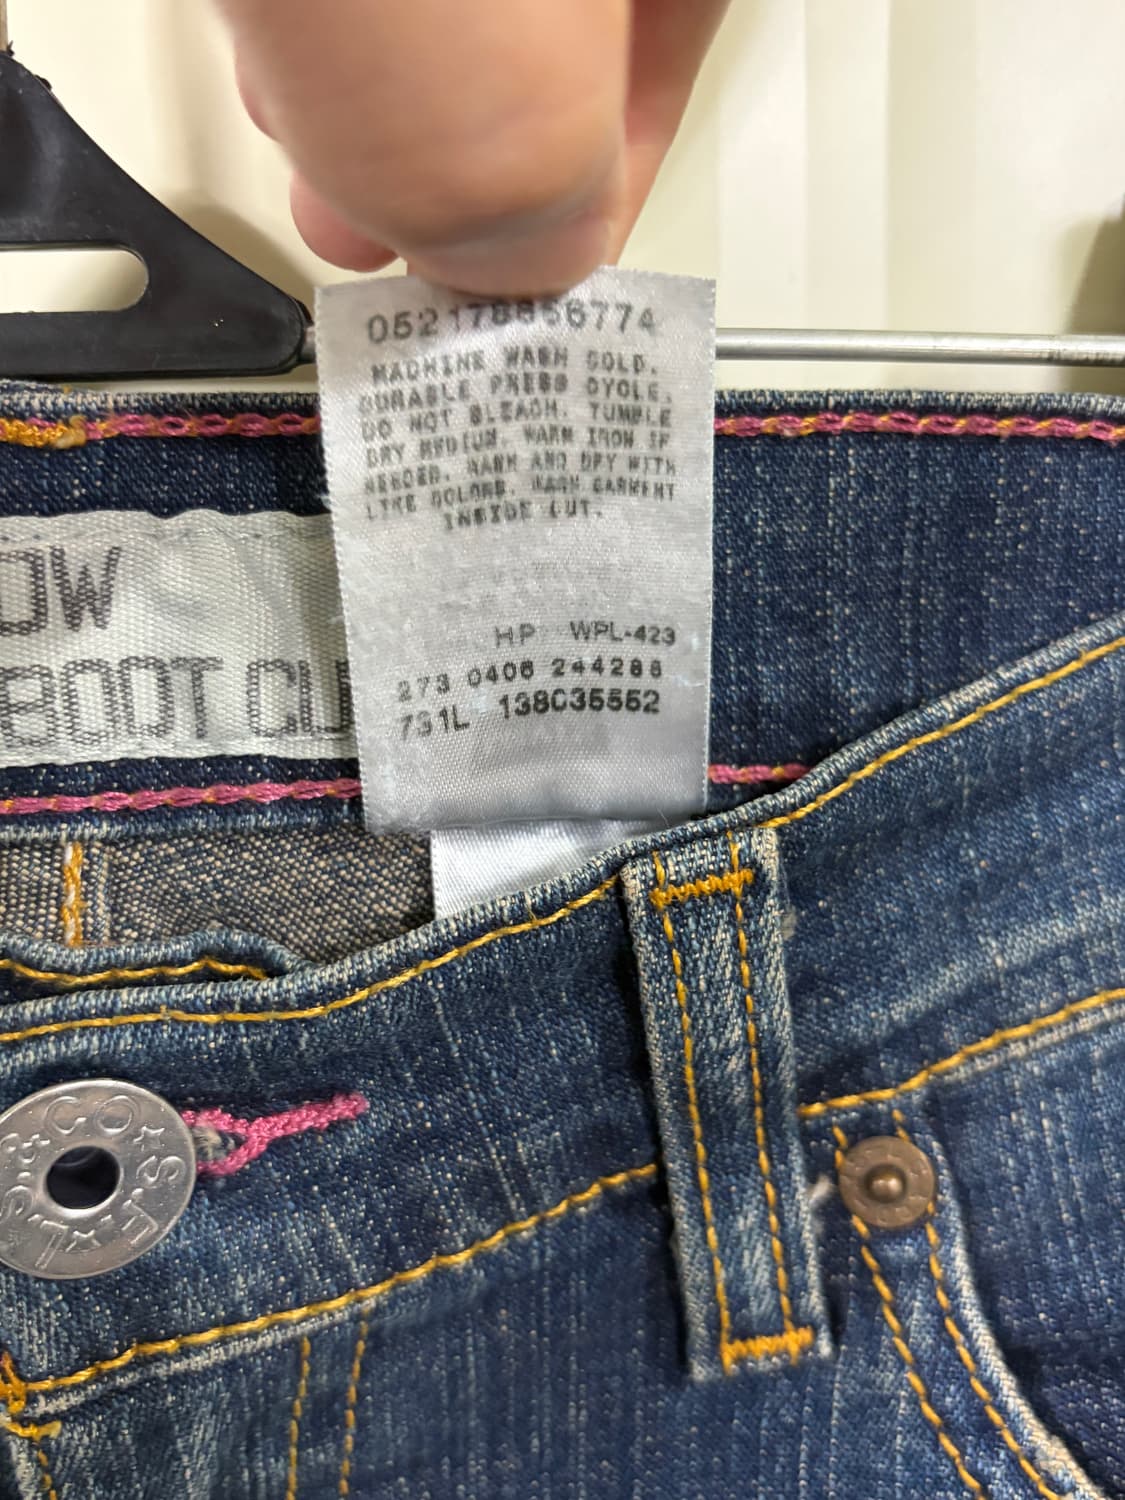 052178856774
MACHINE WASH COLD.
DURABLE PRESS CYCLE.
DO NOT BLEACH. TUMBLE
DRY MEDIUM. WARM IRON IF
NEEDED. WASH AND DRY WITH
LIKE COLORS. WASH GARMENT
INSIDE OUT.
HP WPL-423
273 0406 244286
731L 138035552
OW
BOOT CU
L.S.&CO S.F.